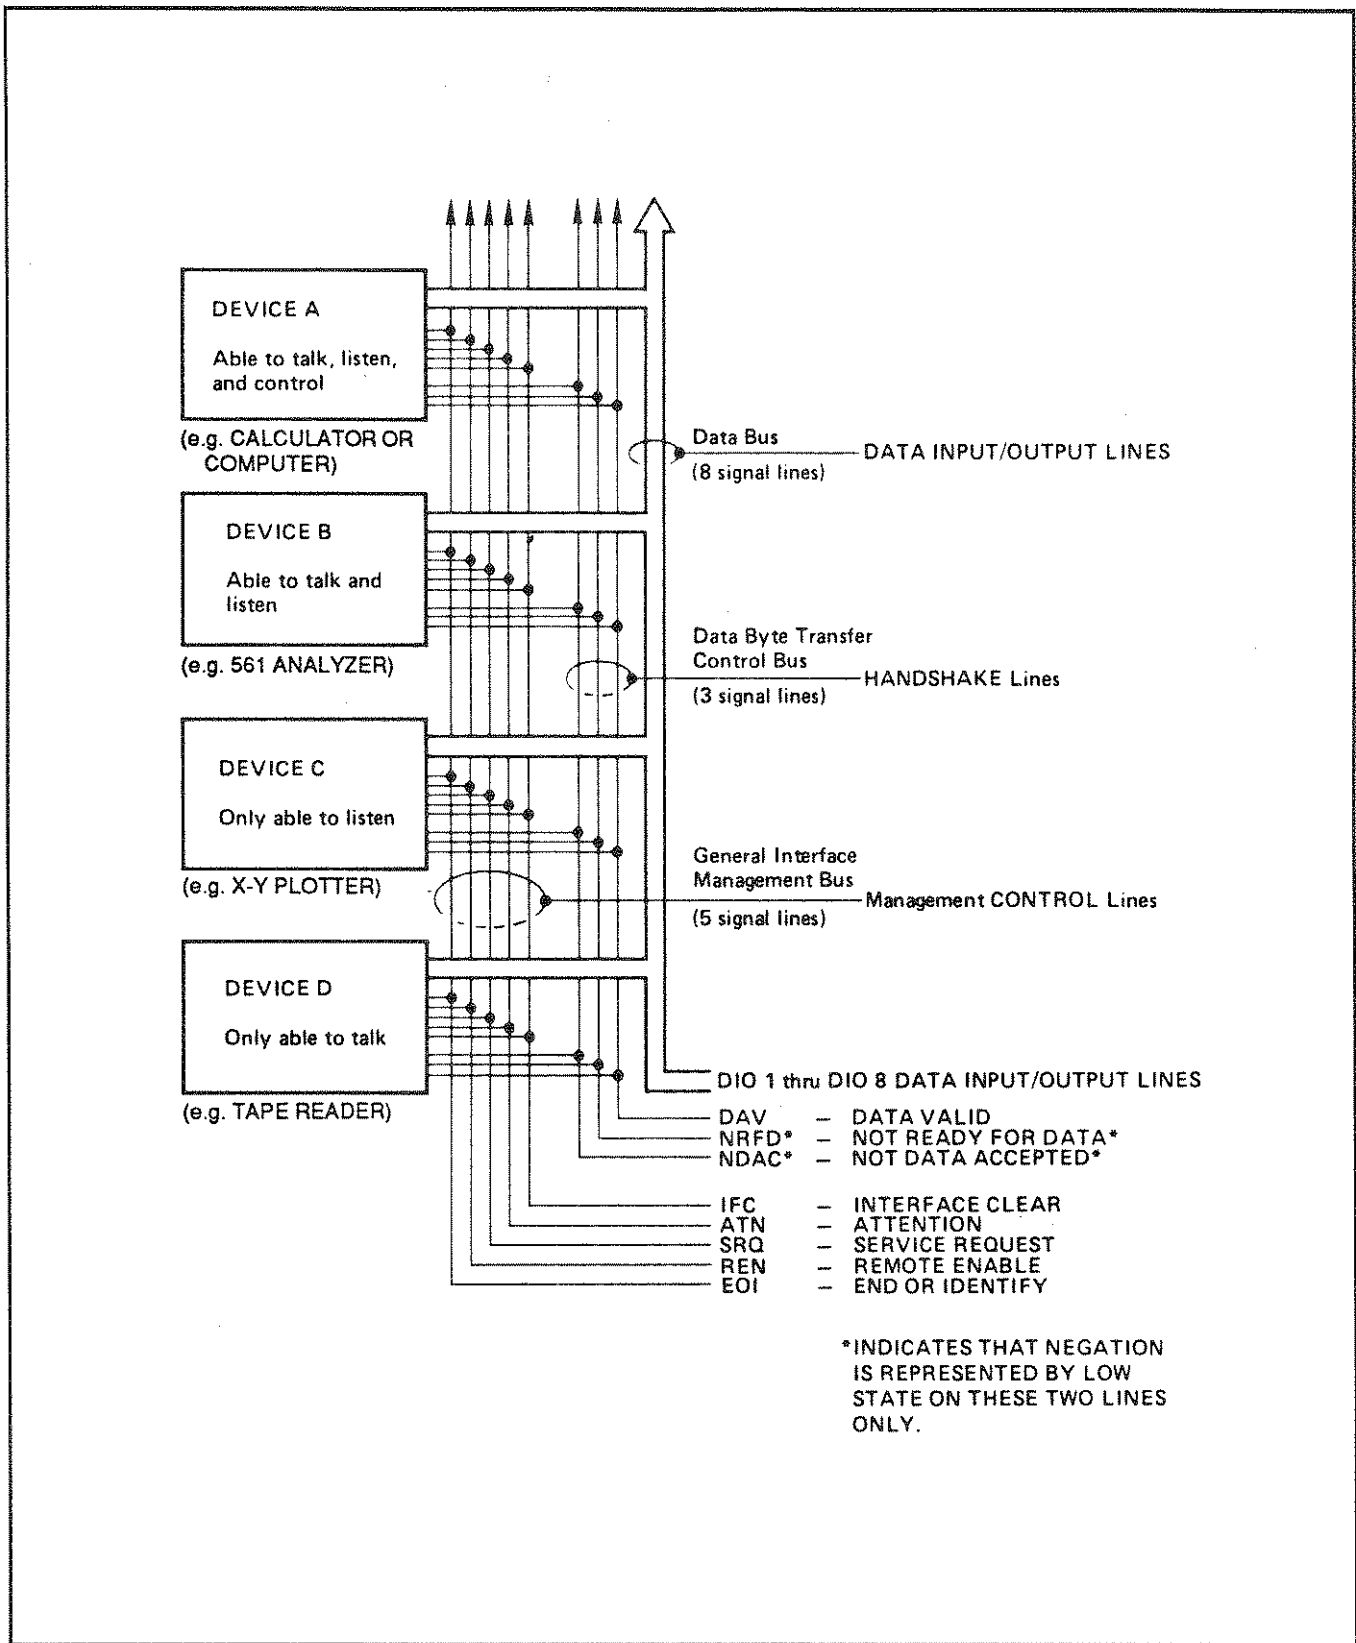 DEVICE A
Able to talk, listen,
and control
(e.g. CALCULATOR OR
COMPUTER)
Data Bus
(8 signal lines)
DATA INPUT/OUTPUT LINES
DEVICE B
Able to talk and
listen
(e.g. 561 ANALYZER)
Data Byte Transfer
Control Bus
(3 signal lines)
HANDSHAKE Lines
DEVICE C
Only able to listen
(e.g. X-Y PLOTTER)
General Interface
Management Bus
(5 signal lines)
Management CONTROL Lines
DEVICE D
Only able to talk
(e.g. TAPE READER)
DIO 1 thru DIO 8 DATA INPUT/OUTPUT LINES
DAV – DATA VALID
NRFD* – NOT READY FOR DATA*
NDAC* – NOT DATA ACCEPTED*
IFC – INTERFACE CLEAR
ATN – ATTENTION
SRQ – SERVICE REQUEST
REN – REMOTE ENABLE
EOI – END OR IDENTIFY
*INDICATES THAT NEGATION
IS REPRESENTED BY LOW
STATE ON THESE TWO LINES
ONLY.